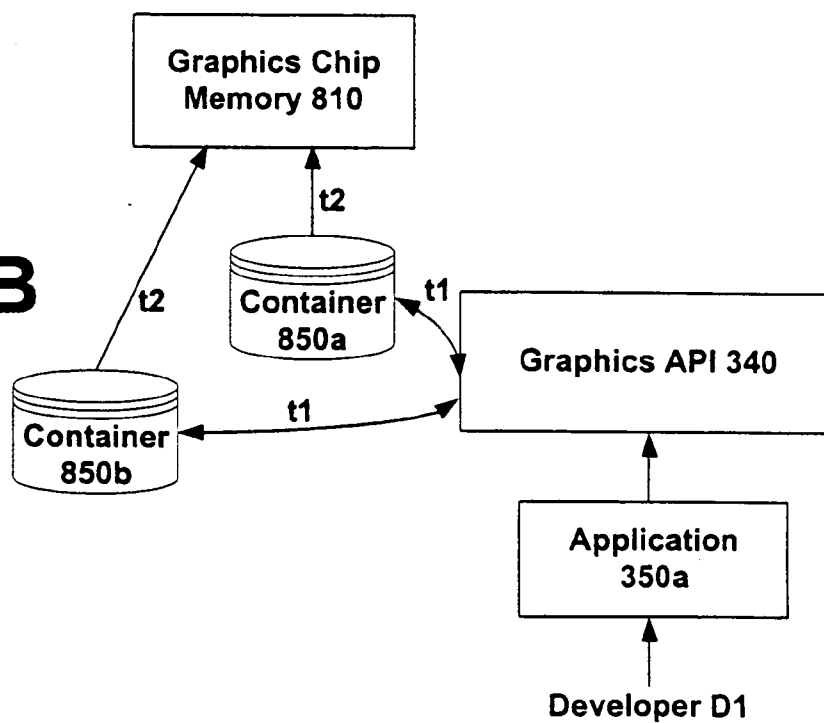 Graphics Chip
Memory 810
t2
t2
B
Container
850a
t1
Graphics API 340
Container
850b
t1
Application
350a
Developer D1